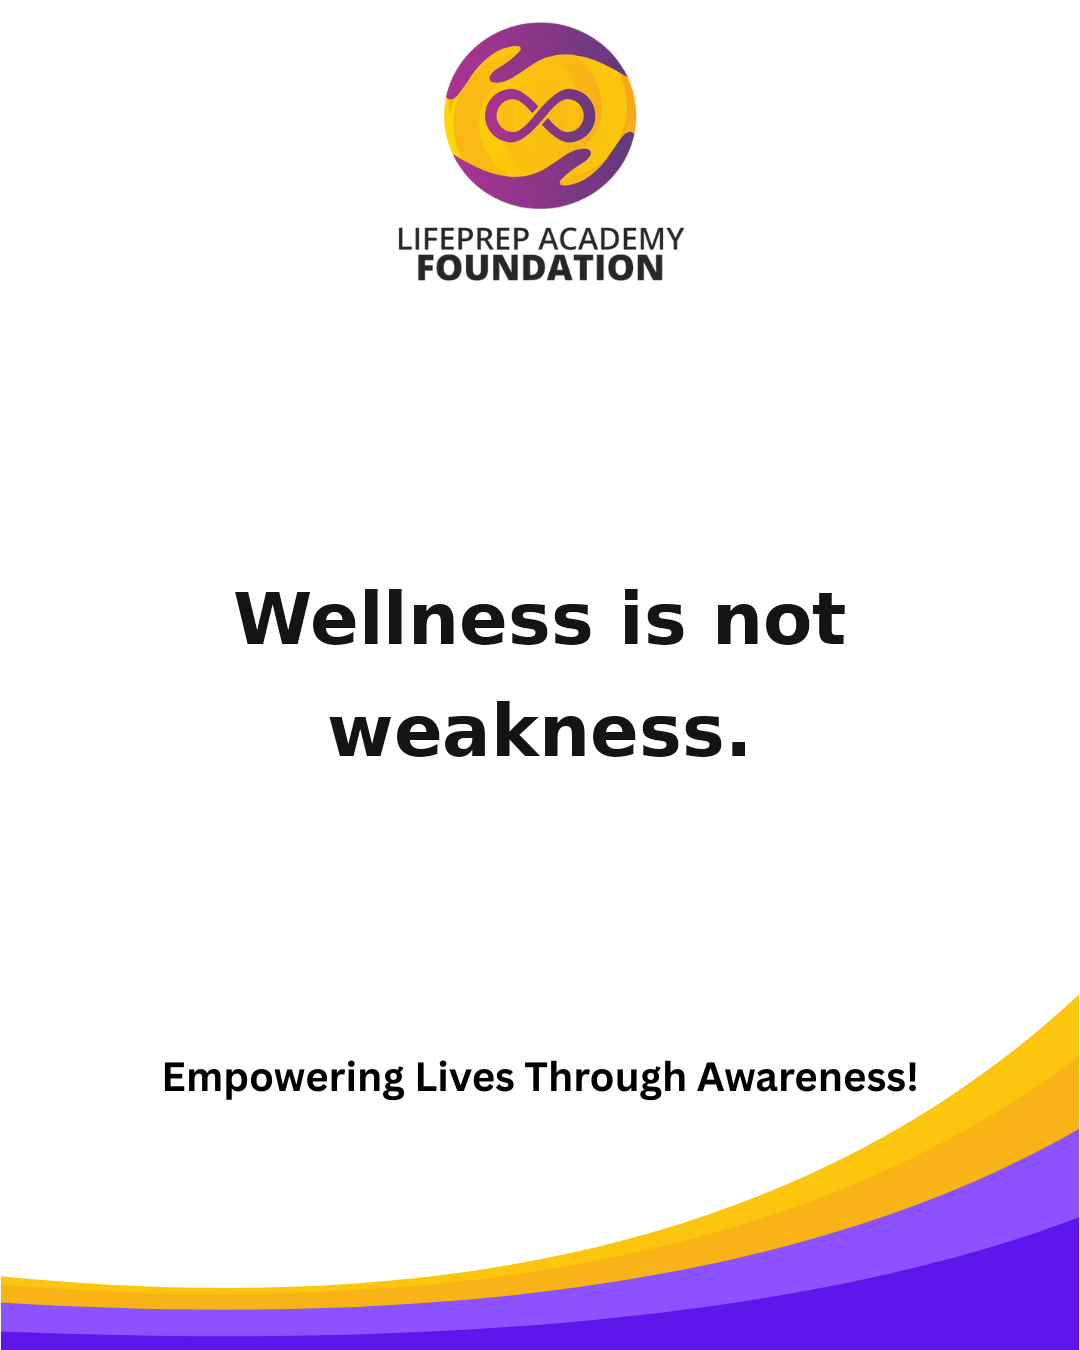 LIFEPREP ACADEMY
FOUNDATION
Wellness is not
weakness.
Empowering Lives Through Awareness!